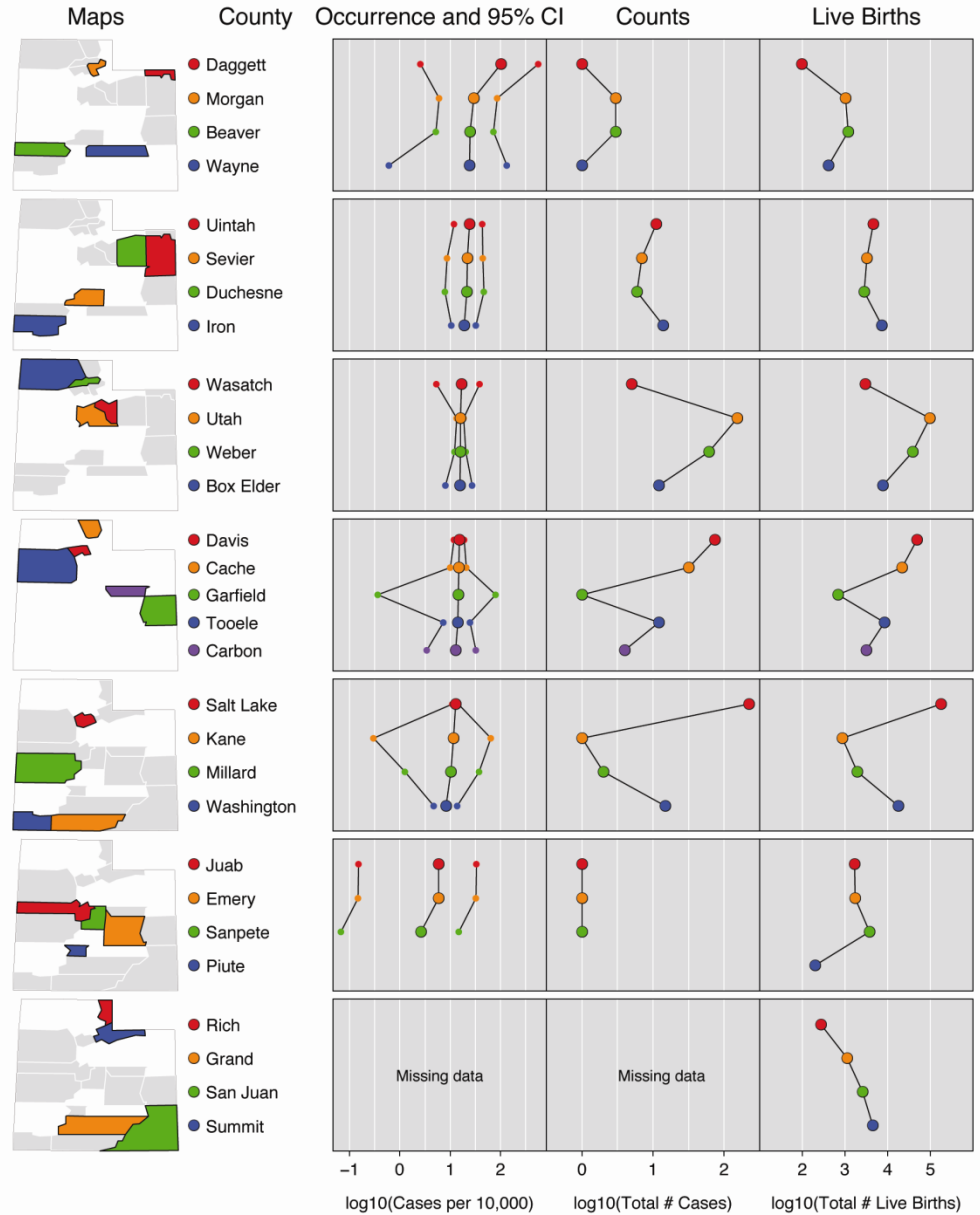 Maps County Occurrence and 95% CI Counts Live Births
Daggett
Morgan
Beaver
Wayne
Uintah
Sevier
Duchesne
Iron
Wasatch
Utah
Weber
Box Elder
Davis
Cache
Garfield
Tooele
Carbon
Salt Lake
Kane
Millard
Washington
Juab
Emery
Sanpete
Piute
Rich
Grand
Missing data Missing data
San Juan
Summit
−1 0 1 2 0 1 2 2 3 4 5
log10(Cases per 10,000) log10(Total # Cases) log10(Total # Live Births)